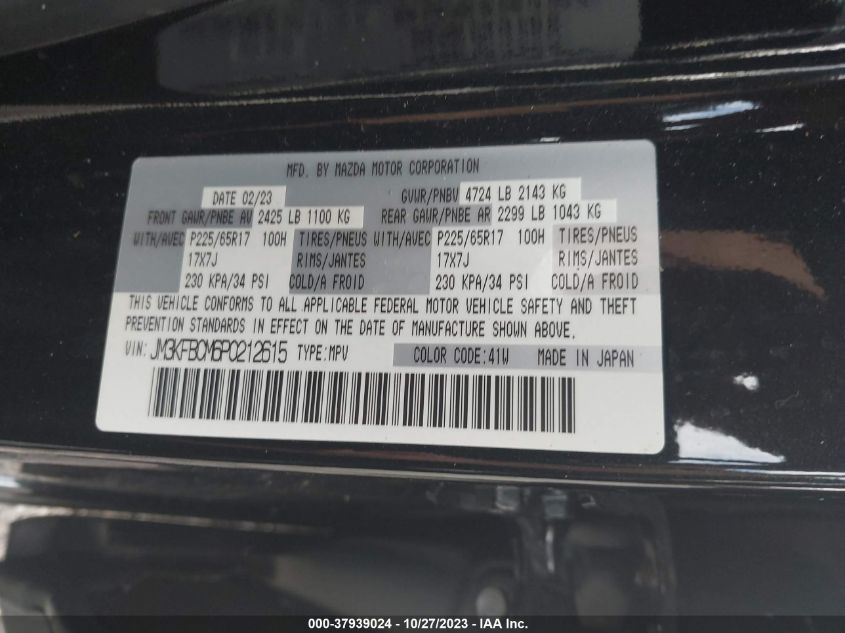 MFD. BY MAZDA MOTOR CORPORATION
DATE 02/23 GVWR/PNBV 4724 LB 2143 KG
FRONT GAWR/PNBE AV 2425 LB 1100 KG REAR GAWR/PNBE AR 2299 LB 1043 KG
WITH/AVEC P225/65R17 100H TIRES/PNEUS WITH/AVEC P225/65R17 100H TIRES/PNEUS
17X7J RIMS/JANTES 17X7J RIMS/JANTES
230 KPA/34 PSI COLD/A FROID 230 KPA/34 PSI COLD/A FROID
THIS VEHICLE CONFORMS TO ALL APPLICABLE FEDERAL MOTOR VEHICLE SAFETY AND THEFT
PREVENTION STANDARDS IN EFFECT ON THE DATE OF MANUFACTURE SHOWN ABOVE.
VIN: JM3KFBCM6P0212615 TYPE:MPV COLOR CODE:41W MADE IN JAPAN
000-37939024 - 10/27/2023 - Copyright © IAA Inc.